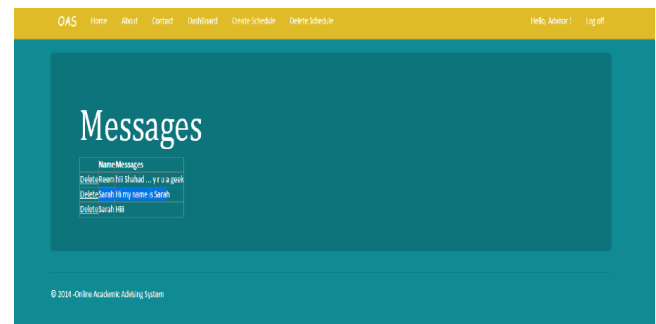 OAS Home About Contact Dashboard Create Schedule Delete Schedule Hello, Advisor ! Log off
Messages
Name Messages
Delete Reem hii Shahad ... y r u a geek
Delete Sarah Hi my name is Sarah
Delete Sarah Hiii
© 2014 -Online Academic Advising System